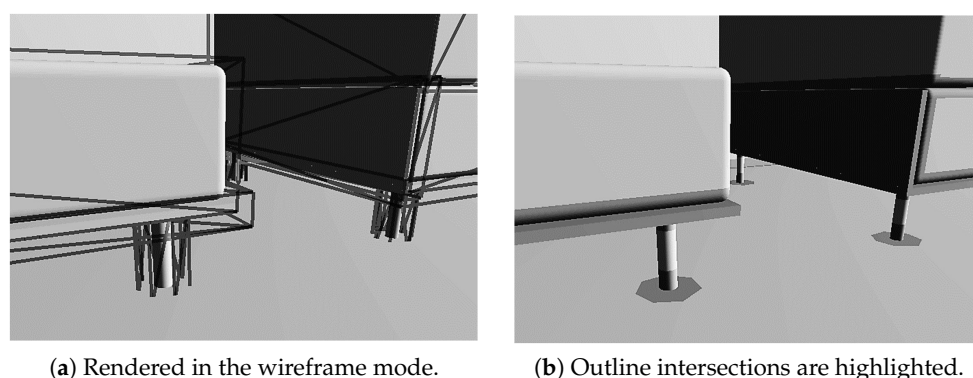 (a) Rendered in the wireframe mode.
(b) Outline intersections are highlighted.